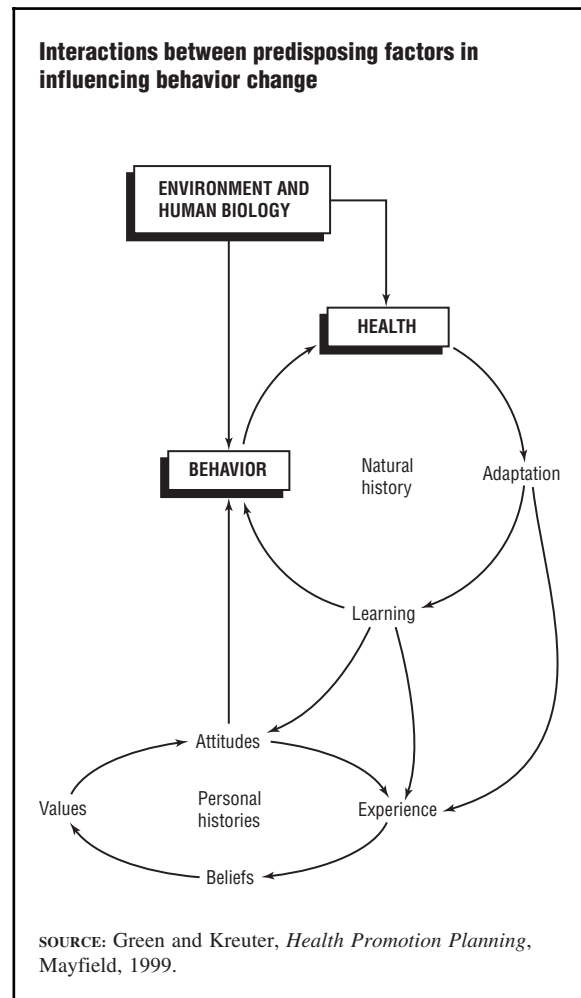 Interactions between predisposing factors in
influencing behavior change
ENVIRONMENT AND
HUMAN BIOLOGY
HEALTH
BEHAVIOR
Natural
history
Adaptation
Learning
Attitudes
Values
Personal
histories
Experience
Beliefs
SOURCE: Green and Kreuter, Health Promotion Planning,
Mayfield, 1999.